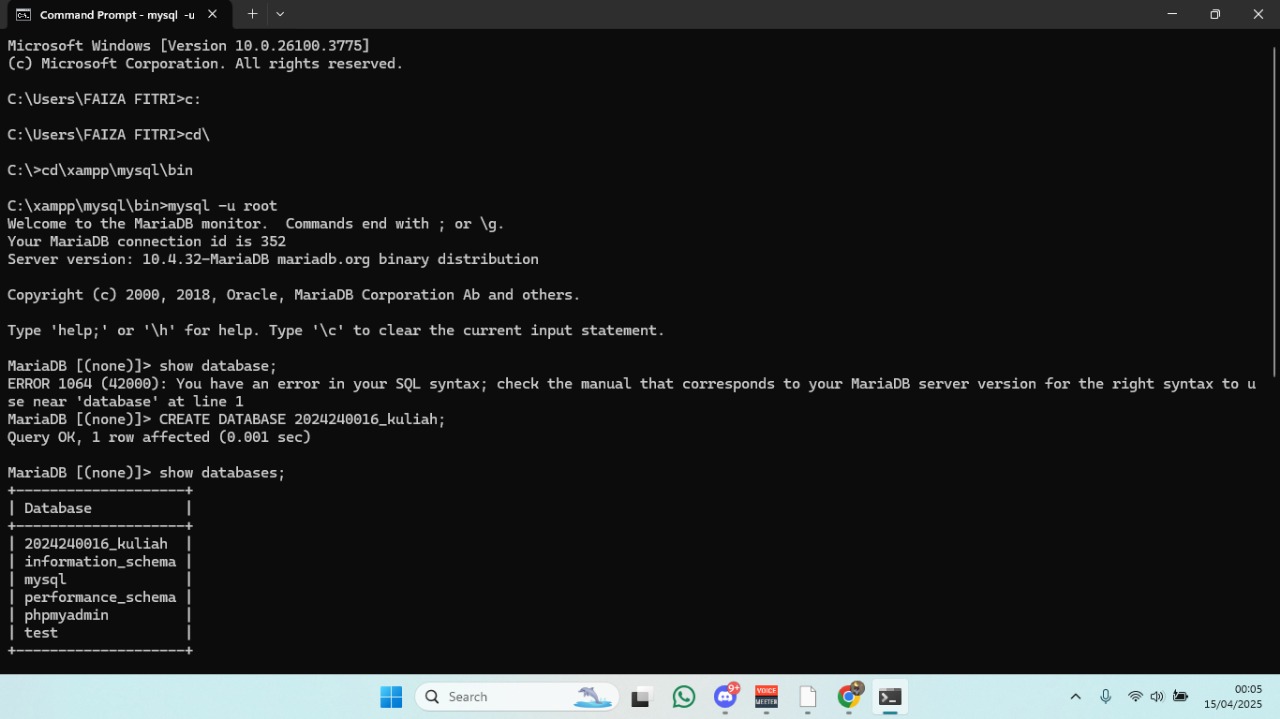 Command Prompt - mysql -u
Microsoft Windows [Version 10.0.26100.3775]
(c) Microsoft Corporation. All rights reserved.
C:\Users\FAIZA FITRI>c:
C:\Users\FAIZA FITRI>cd\
C:\>cd\xampp\mysql\bin
C:\xampp\mysql\bin>mysql -u root
Welcome to the MariaDB monitor.  Commands end with ; or \g.
Your MariaDB connection id is 352
Server version: 10.4.32-MariaDB mariadb.org binary distribution
Copyright (c) 2000, 2018, Oracle, MariaDB Corporation Ab and others.
Type 'help;' or '\h' for help. Type '\c' to clear the current input statement.
MariaDB [(none)]> show database;
ERROR 1064 (42000): You have an error in your SQL syntax; check the manual that corresponds to your MariaDB server version for the right syntax to u
se near 'database' at line 1
MariaDB [(none)]> CREATE DATABASE 2024240016_kuliah;
Query OK, 1 row affected (0.001 sec)
MariaDB [(none)]> show databases;
+--------------------+
| Database           |
+--------------------+
| 2024240016_kuliah  |
| information_schema |
| mysql              |
| performance_schema |
| phpmyadmin         |
| test               |
+--------------------+
Search
9+
VOICE
MEETER
00:05
15/04/2025